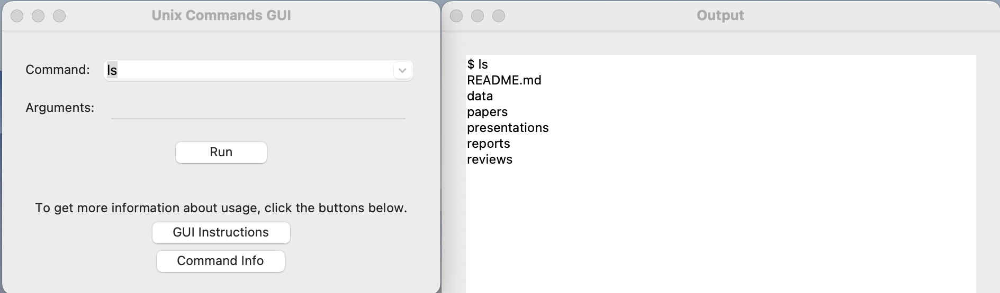 Unix Commands GUI
Command: ls
Arguments:
Run
To get more information about usage, click the buttons below.
GUI Instructions
Command Info
Output
$ ls
README.md
data
papers
presentations
reports
reviews